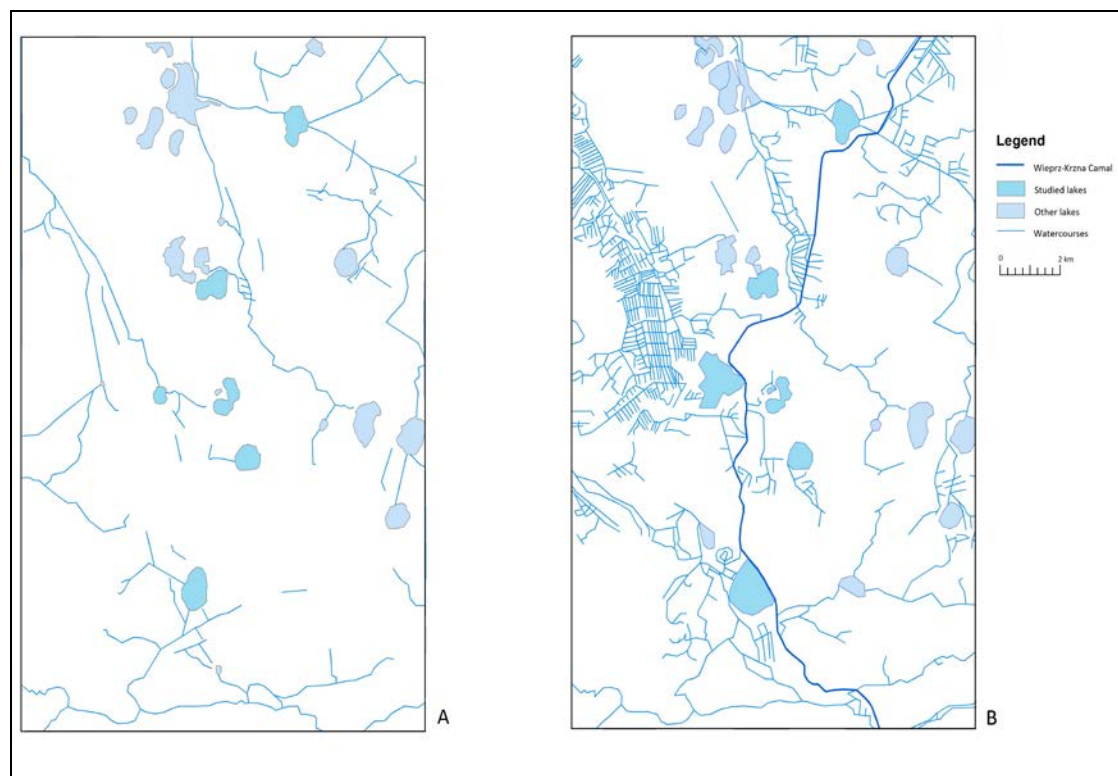 A
B
Legend
Wieprz-Krzna Camal
Studied lakes
Other lakes
Watercourses
0 2 km